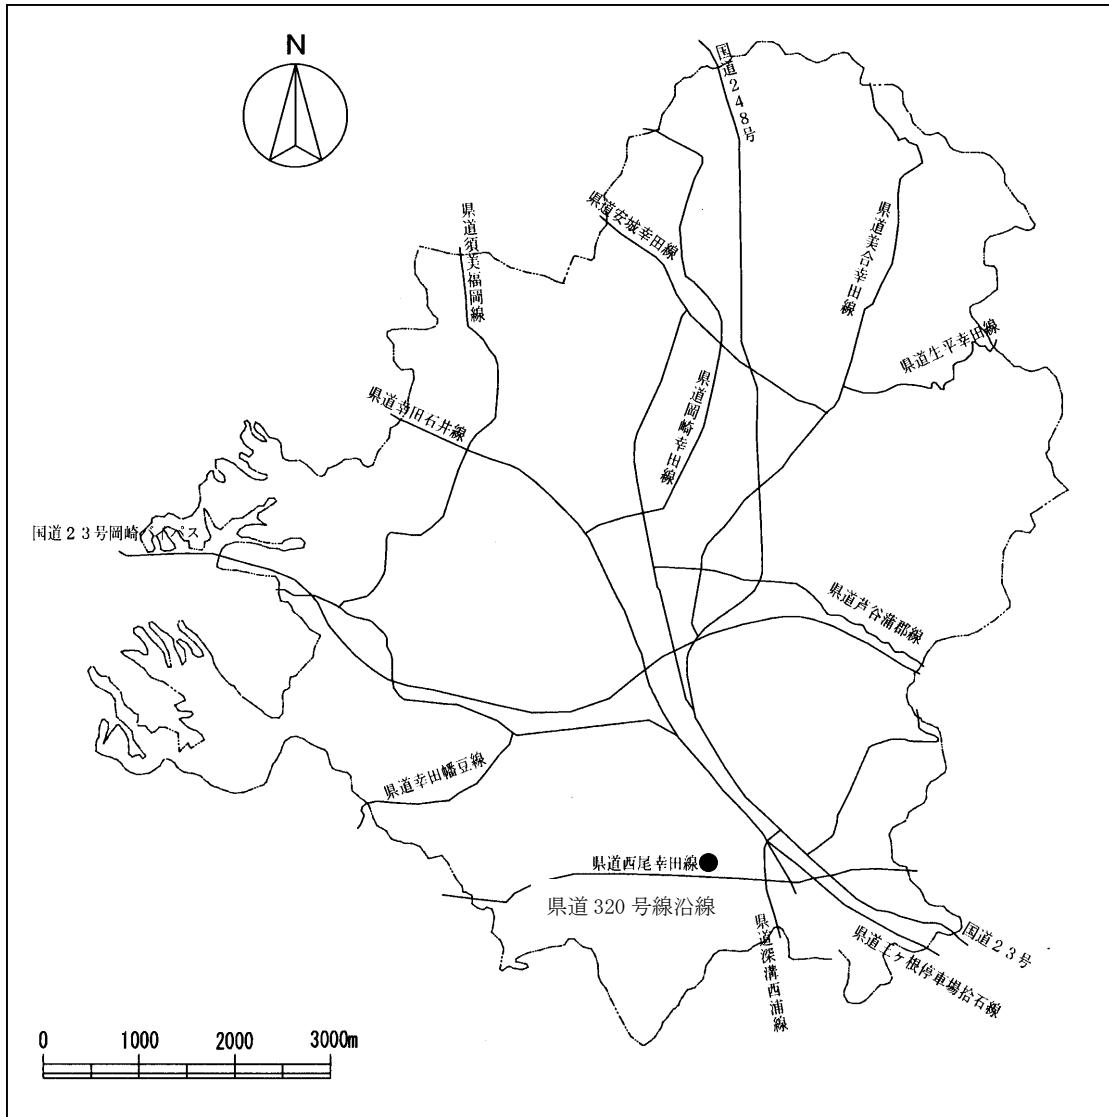 N
国道248号
県道安城幸田線
県道須美福岡線
県道美合幸田線
県道生平幸田線
県道岡崎幸田線
県道幸田石井線
国道23号岡崎バイパス
県道芦谷蒲郡線
県道幸田幡豆線
県道西尾幸田線
県道320号線沿線
県道深溝西浦線
国道23号
県道三ヶ根停車場拾石線
0 1000 2000 3000m